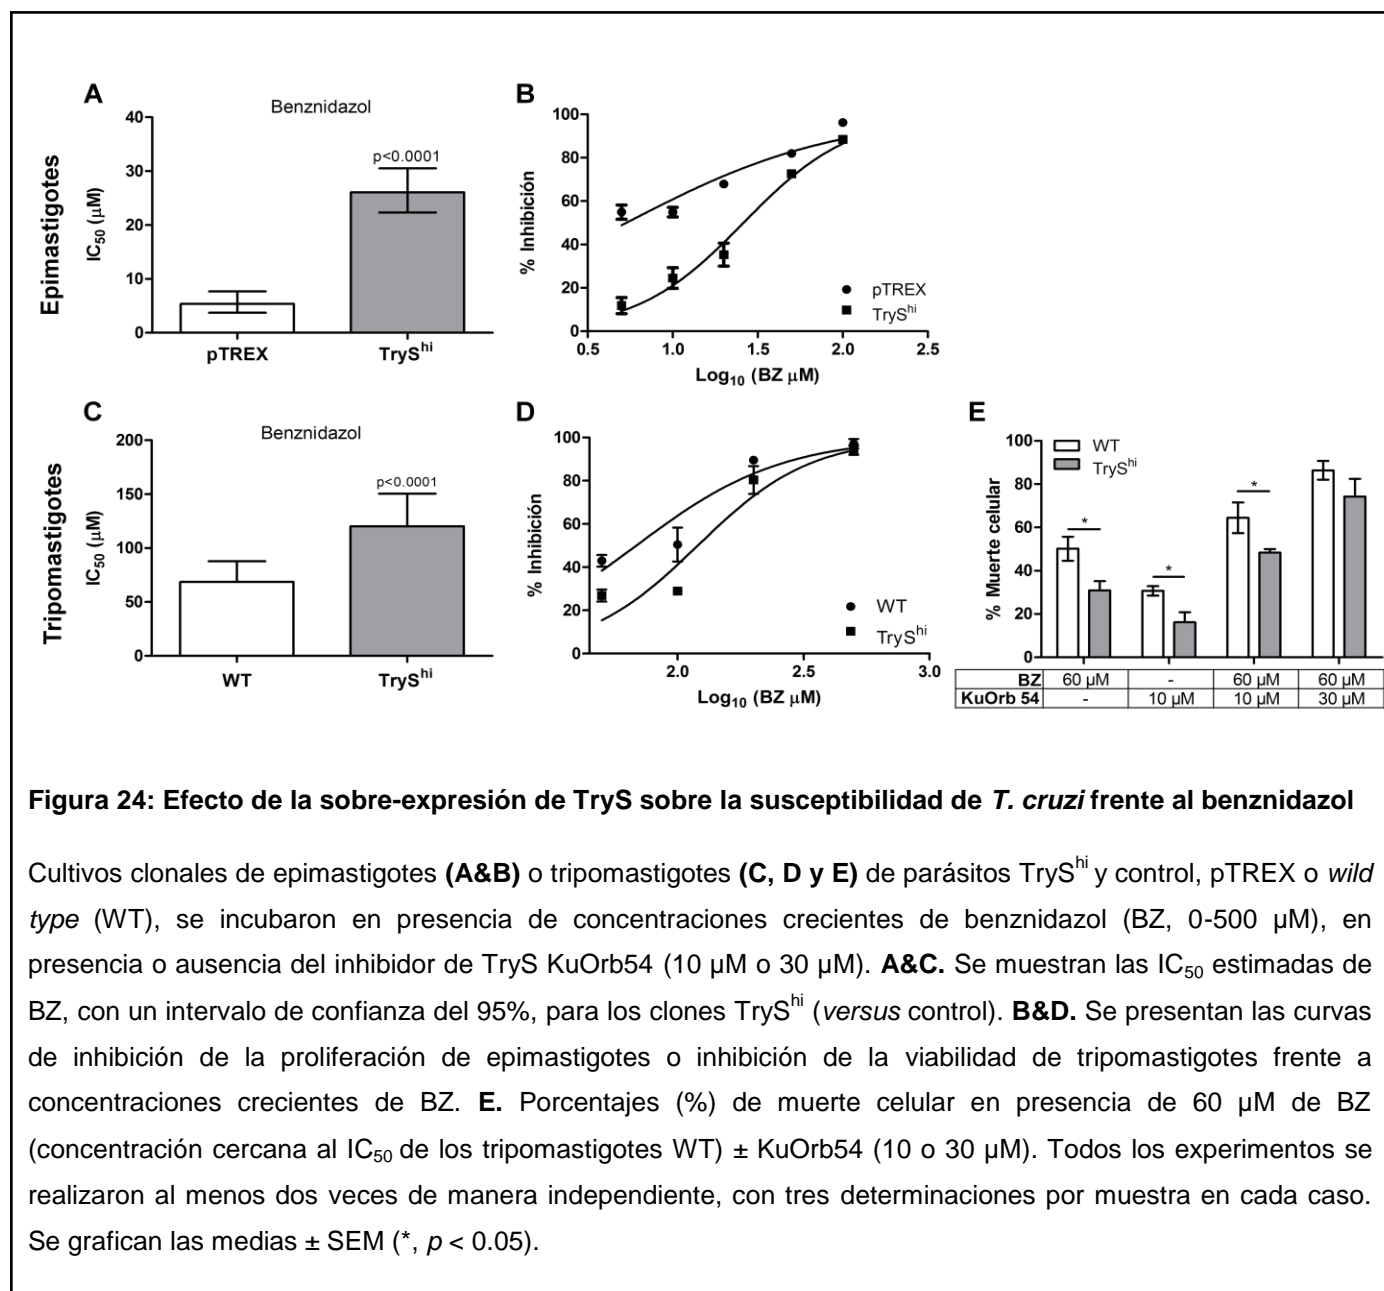 A
Benznidazol
Epimastigotes
IC50 (µM)
40
30
20
10
0
p<0.0001
pTREX
TryShi
B
% Inhibición
100
80
60
40
20
0
pTREX
TryShi
0.5 1.0 1.5 2.0 2.5
Log10 (BZ µM)
C
Benznidazol
Tripomastigotes
IC50 (µM)
200
150
100
50
0
p<0.0001
WT
TryShi
D
% Inhibición
100
80
60
40
20
0
WT
TryShi
2.0 2.5 3.0
Log10 (BZ µM)
E
% Muerte celular
100
80
60
40
20
0
WT
TryShi
*
*
*
BZ 60 µM - 60 µM 60 µM
KuOrb 54 - 10 µM 10 µM 30 µM
Figura 24: Efecto de la sobre-expresión de TryS sobre la susceptibilidad de T. cruzi frente al benznidazol
Cultivos clonales de epimastigotes (A&B) o tripomastigotes (C, D y E) de parásitos TryShi y control, pTREX o wild
type (WT), se incubaron en presencia de concentraciones crecientes de benznidazol (BZ, 0-500 µM), en
presencia o ausencia del inhibidor de TryS KuOrb54 (10 µM o 30 µM). A&C. Se muestran las IC50 estimadas de
BZ, con un intervalo de confianza del 95%, para los clones TryShi (versus control). B&D. Se presentan las curvas
de inhibición de la proliferación de epimastigotes o inhibición de la viabilidad de tripomastigotes frente a
concentraciones crecientes de BZ. E. Porcentajes (%) de muerte celular en presencia de 60 µM de BZ
(concentración cercana al IC50 de los tripomastigotes WT) ± KuOrb54 (10 o 30 µM). Todos los experimentos se
realizaron al menos dos veces de manera independiente, con tres determinaciones por muestra en cada caso.
Se grafican las medias ± SEM (*, p < 0.05).